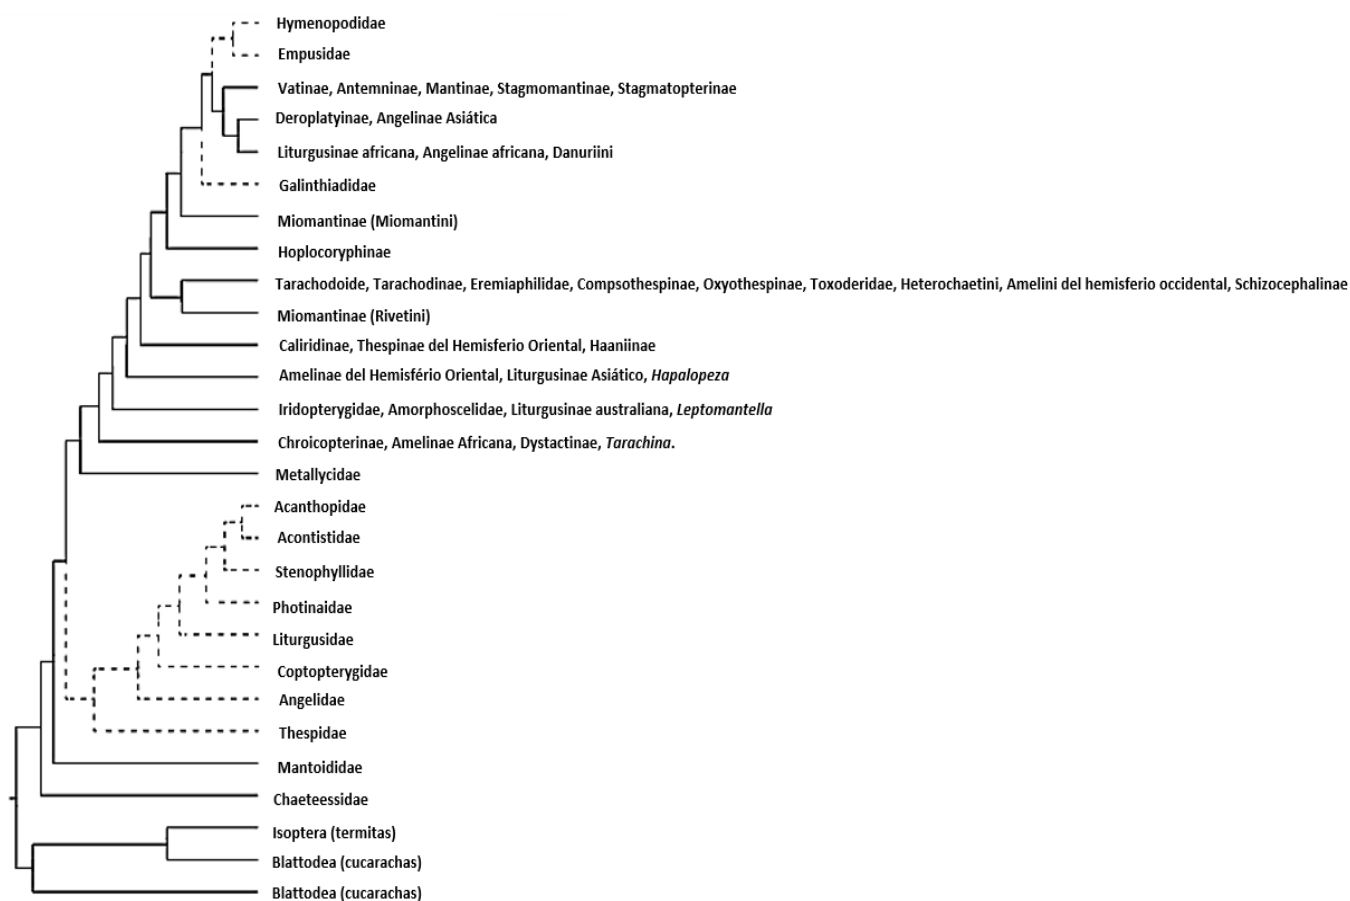 Hymenopodidae
Empusidae
Vatinae, Antemninae, Mantinae, Stagmomantinae, Stagmatopterinae
Deroplatyinae, Angelinae Asiática
Liturgusinae africana, Angelinae africana, Danuriini
Galinthiadidae
Miomantinae (Miomantini)
Hoplocoryphinae
Tarachodoide, Tarachodinae, Eremiaphilidae, Compsothespinae, Oxyothespinae, Toxoderidae, Heterochaetini, Amelini del hemisferio occidental, Schizocephalinae
Miomantinae (Rivetini)
Caliridinae, Thespinae del Hemisferio Oriental, Haaniinae
Amelinae del Hemisfério Oriental, Liturgusinae Asiático, Hapalopeza
Iridopterygidae, Amorphoscelidae, Liturgusinae australiana, Leptomantella
Chroicopterinae, Amelinae Africana, Dystactinae, Tarachina.
Metallycidae
Acanthopidae
Acontistidae
Stenophyllidae
Photinaidae
Liturgusidae
Coptopterygidae
Angelidae
Thespidae
Mantoididae
Chaeteessidae
Isoptera (termitas)
Blattodea (cucarachas)
Blattodea (cucarachas)